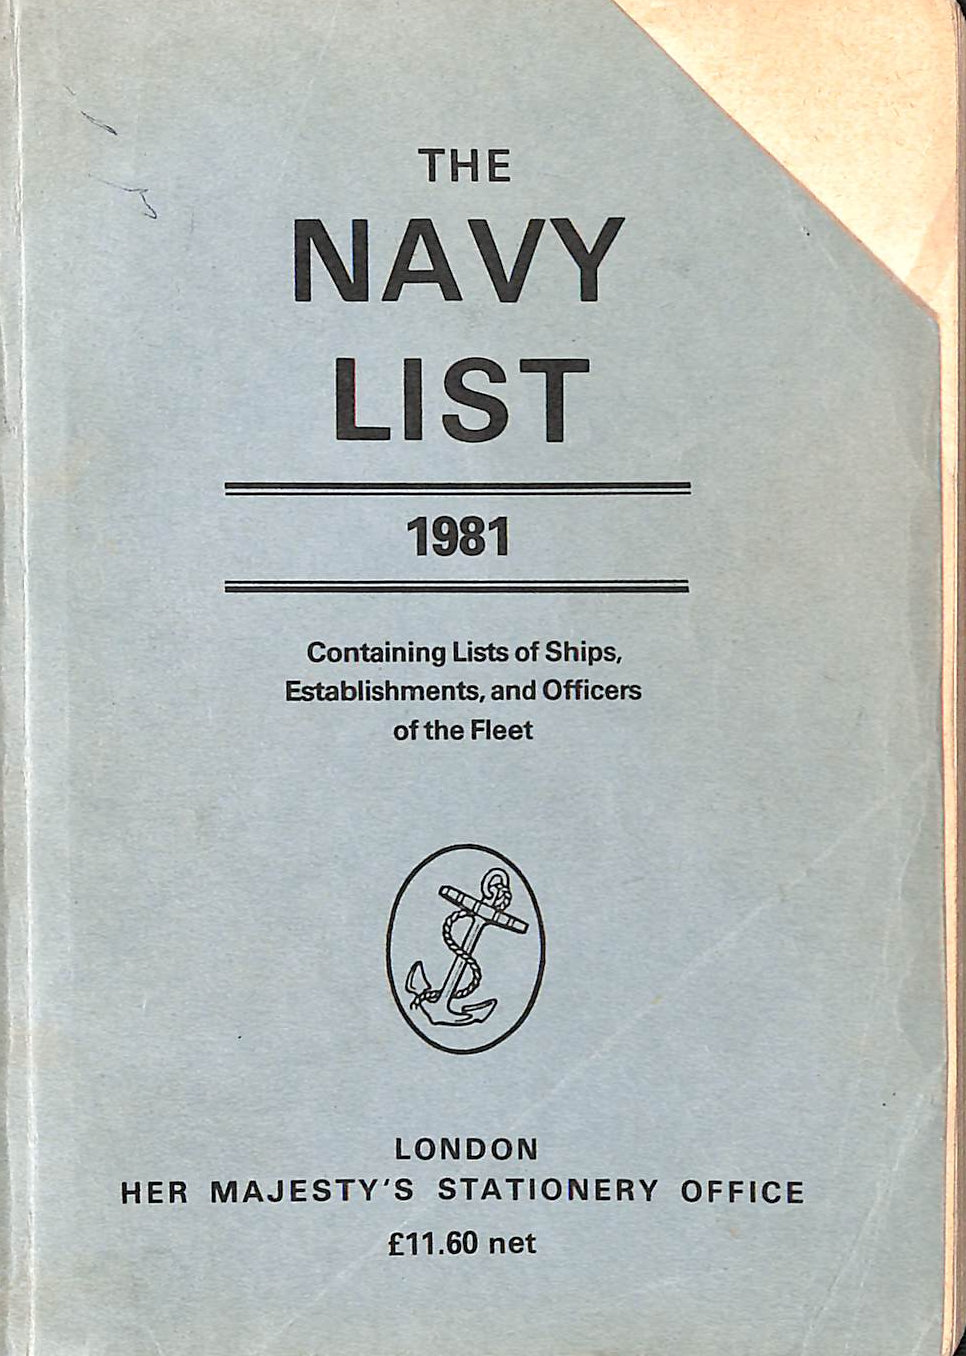 THE
NAVY
LIST
1981
Containing Lists of Ships,
Establishments, and Officers
of the Fleet
LONDON
HER MAJESTY'S STATIONERY OFFICE
£11.60 net